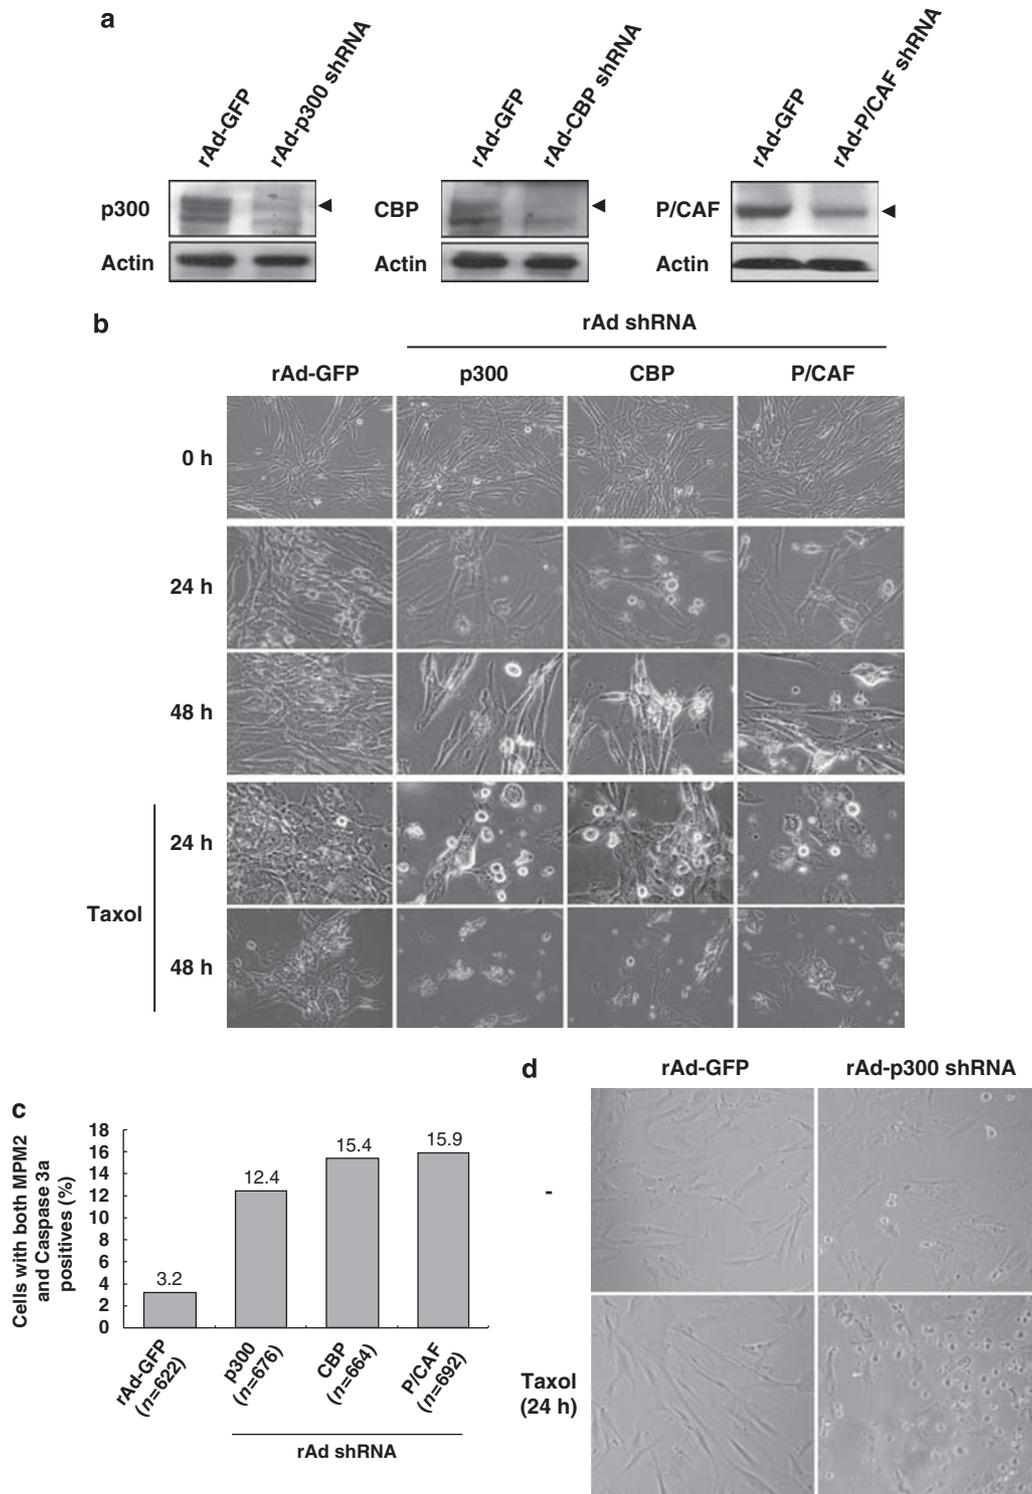 a
rAd-GFP
rAd-p300 shRNA
rAd-GFP
rAd-CBP shRNA
rAd-GFP
rAd-P/CAF shRNA
p300
CBP
P/CAF
Actin
Actin
Actin
b
rAd shRNA
rAd-GFP
p300
CBP
P/CAF
0 h
24 h
48 h
24 h
Taxol
48 h
c
Cells with both MPM2
and Caspase 3a
positives (%)
18
16
14
12
10
8
6
4
2
0
3.2
12.4
15.4
15.9
rAd-GFP
(n=622)
p300
(n=676)
CBP
(n=664)
P/CAF
(n=692)
rAd shRNA
d
rAd-GFP
rAd-p300 shRNA
-
Taxol
(24 h)